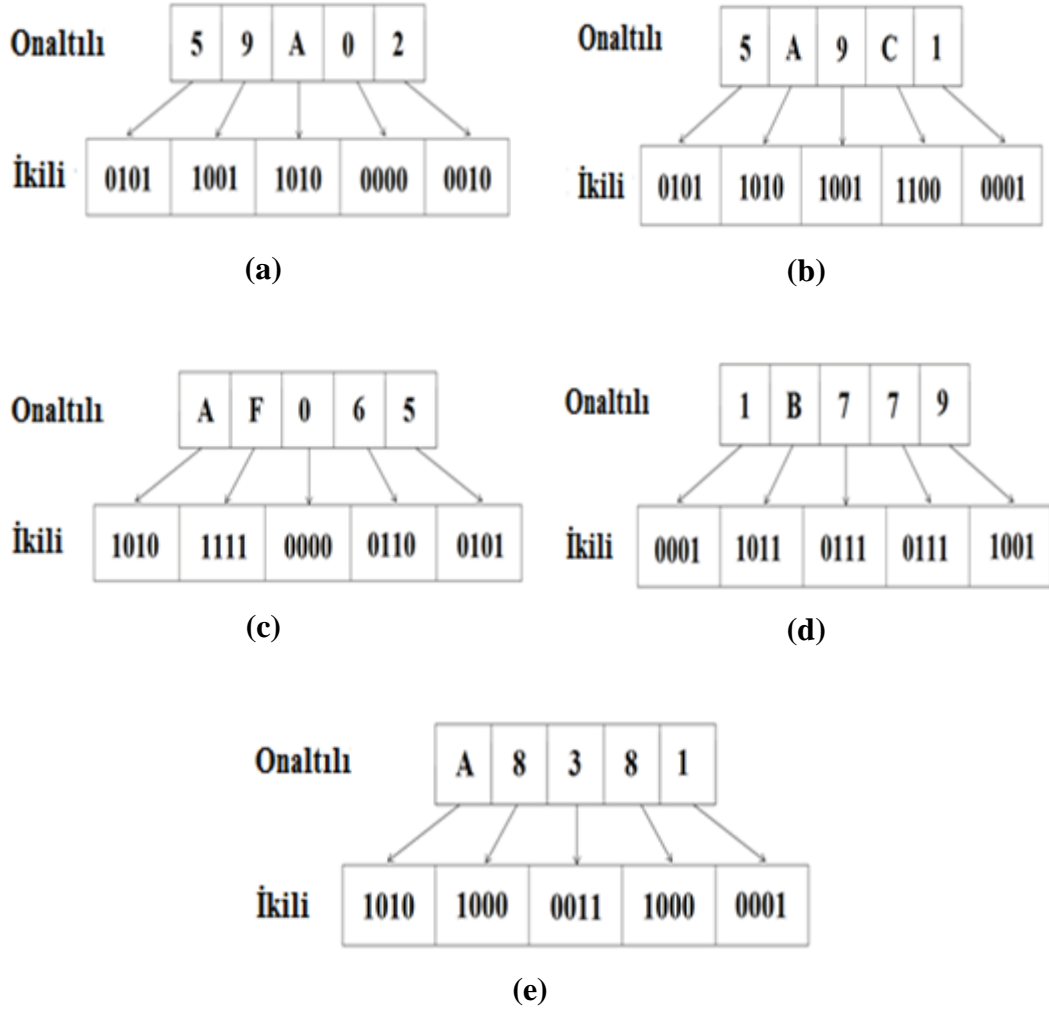 Onaltılı 5 9 A 0 2
İkili 0101 1001 1010 0000 0010
(a)
Onaltılı 5 A 9 C 1
İkili 0101 1010 1001 1100 0001
(b)
Onaltılı A F 0 6 5
İkili 1010 1111 0000 0110 0101
(c)
Onaltılı 1 B 7 7 9
İkili 0001 1011 0111 0111 1001
(d)
Onaltılı A 8 3 8 1
İkili 1010 1000 0011 1000 0001
(e)